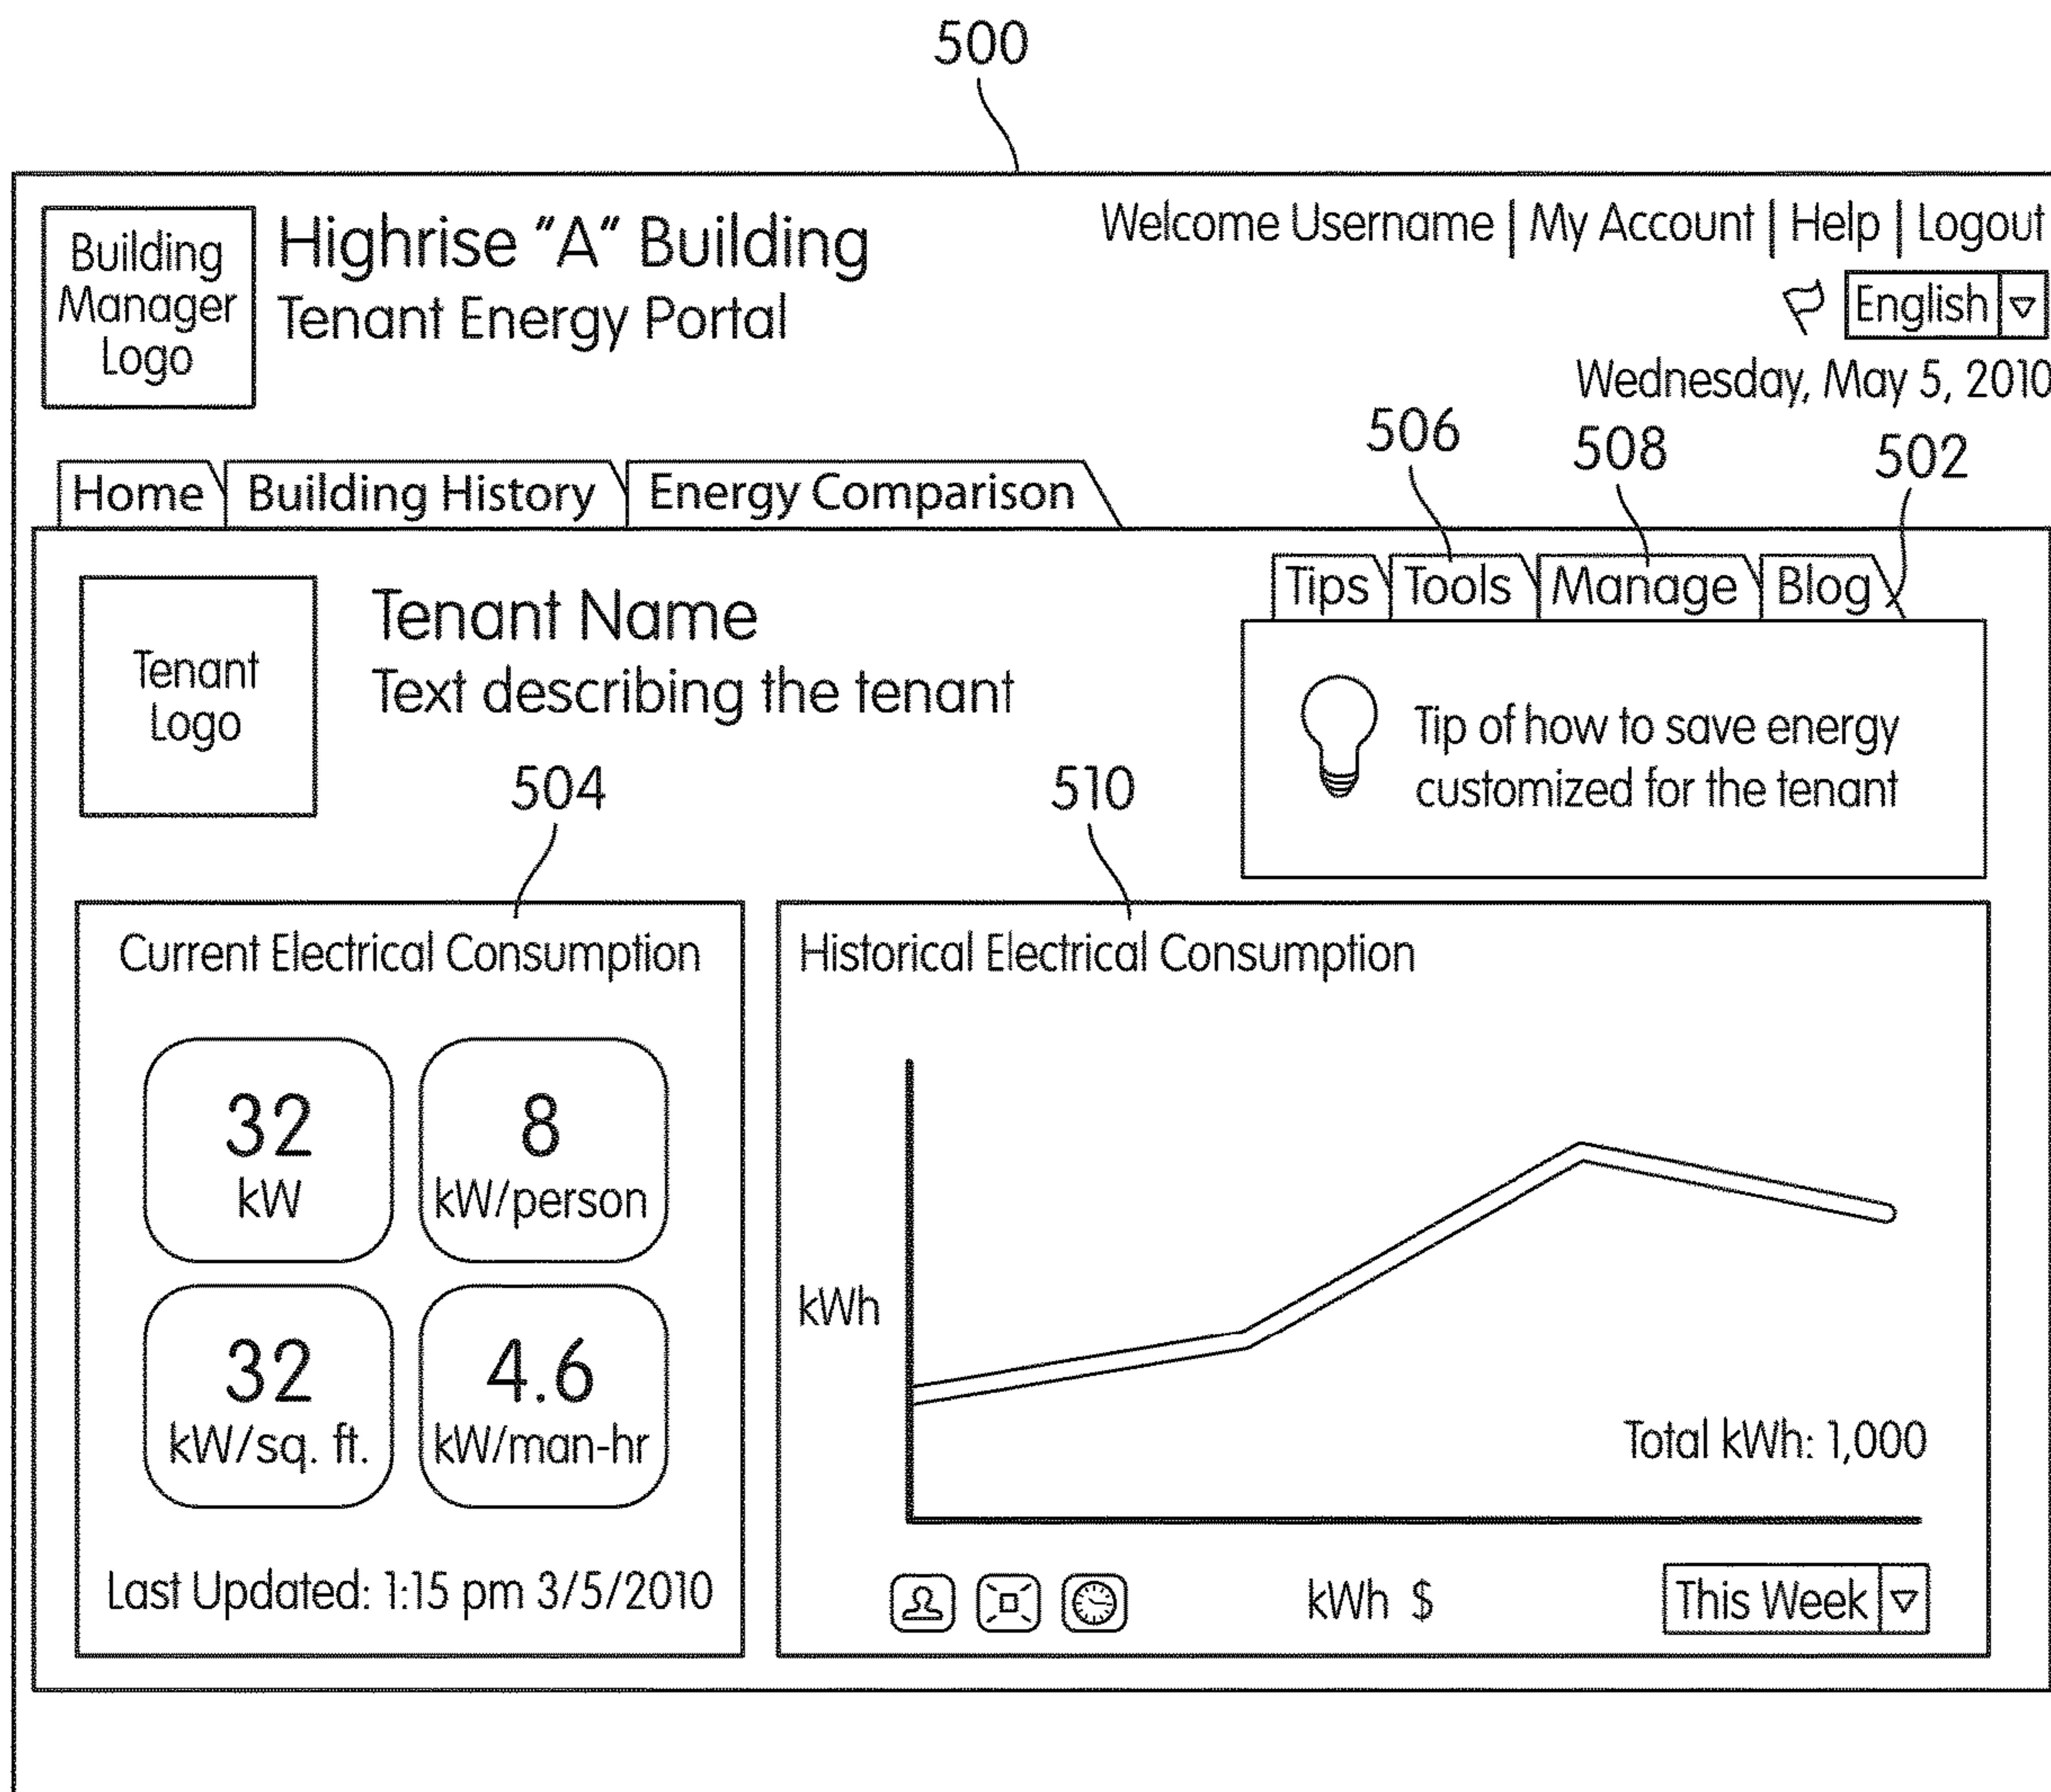 500
Building
Manager
Logo
Highrise "A" Building
Tenant Energy Portal
Welcome Username | My Account | Help | Logout
English
Wednesday, May 5, 2010
506
508
502
Home
Building History
Energy Comparison
Tips
Tools
Manage
Blog
Tenant
Logo
Tenant Name
Text describing the tenant
Tip of how to save energy
customized for the tenant
504
510
Current Electrical Consumption
32
kW
8
kW/person
32
kW/sq. ft.
4.6
kW/man-hr
Last Updated: 1:15 pm 3/5/2010
Historical Electrical Consumption
kWh
Total kWh: 1,000
kWh $
This Week